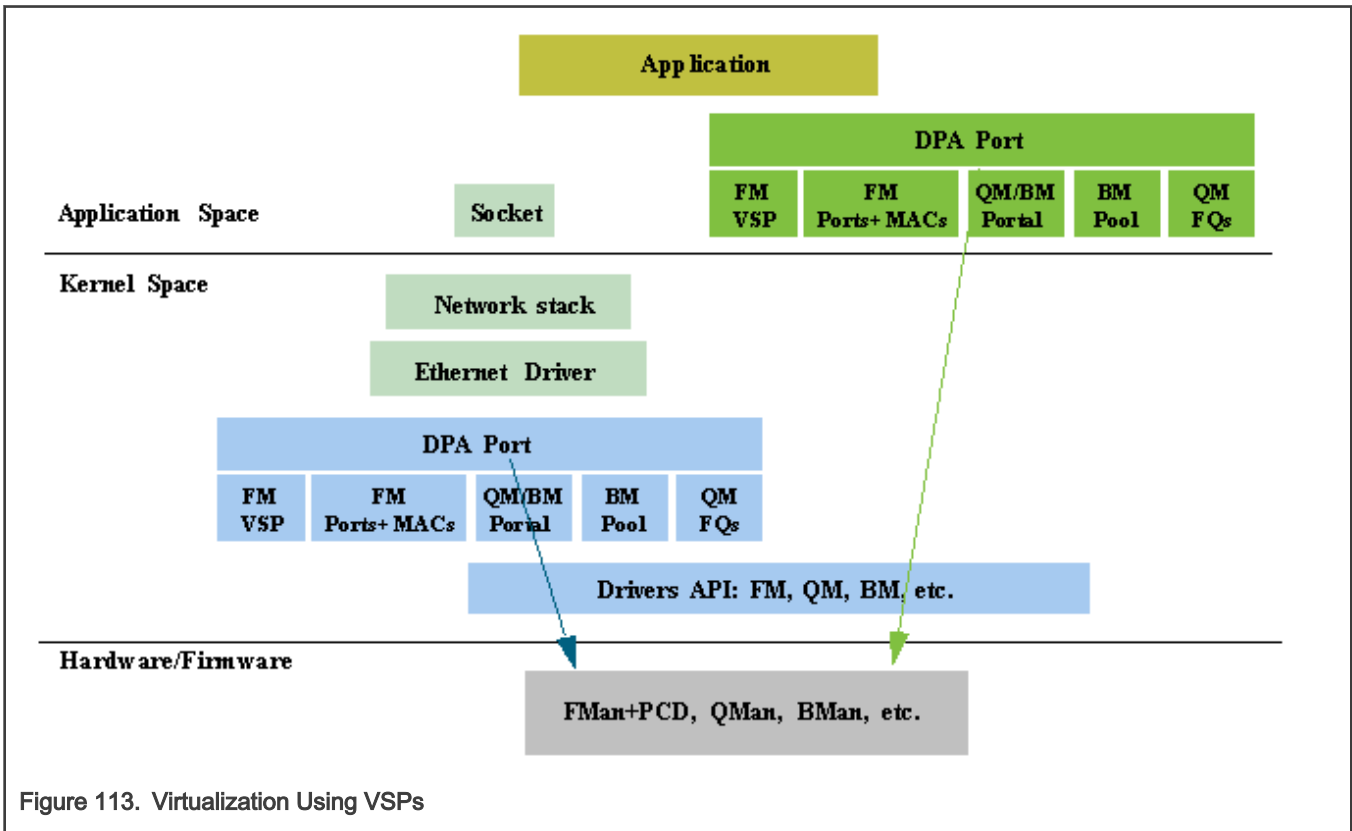 Application
DPA Port
FM
VSP
FM
Ports+MACs
QM/BM
Portal
BM
Pool
QM
FQs
Application Space
Socket
Kernel Space
Network stack
Ethernet Driver
DPA Port
FM
VSP
FM
Ports+MACs
QM/BM
Portal
BM
Pool
QM
FQs
Drivers API: FM, QM, BM, etc.
Hardware/Firmware
FMan+PCD, QMan, BMan, etc.
Figure 113. Virtualization Using VSPs